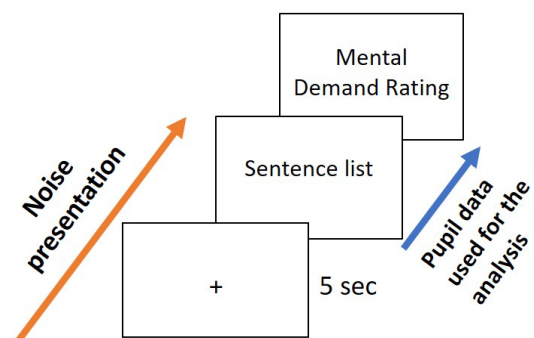 Mental
Demand Rating
Sentence list
Noise
presentation
+
5 sec
Pupil data
used for the
analysis